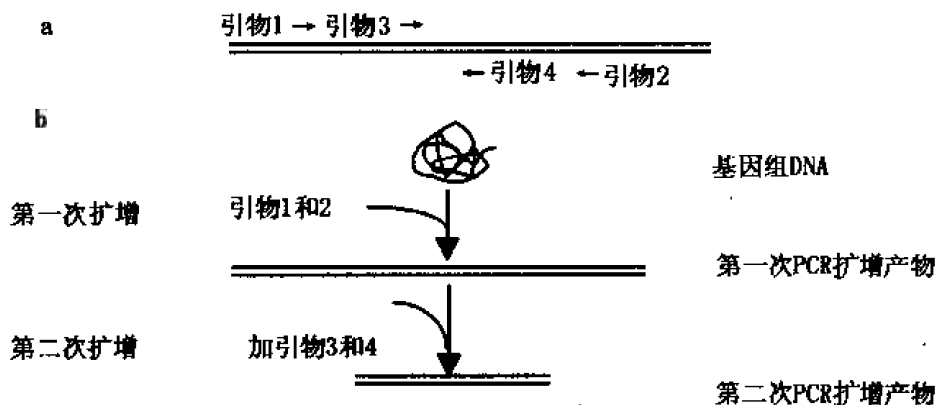 a 引物1 → 引物3 →
← 引物4 ← 引物2
b
基因组DNA
第一次扩增 引物1和2
第一次PCR扩增产物
第二次扩增 加引物3和4
第二次PCR扩增产物